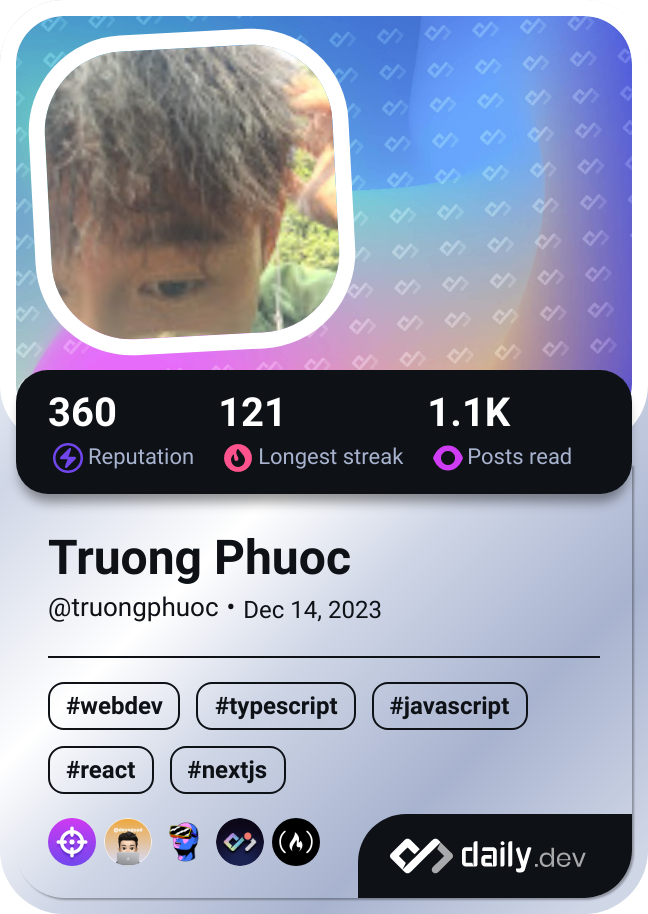 360 121 1.1K
Reputation Longest streak Posts read
Truong Phuoc
@truongphuoc • Dec 14, 2023
#webdev #typescript #javascript
#react #nextjs
daily.dev